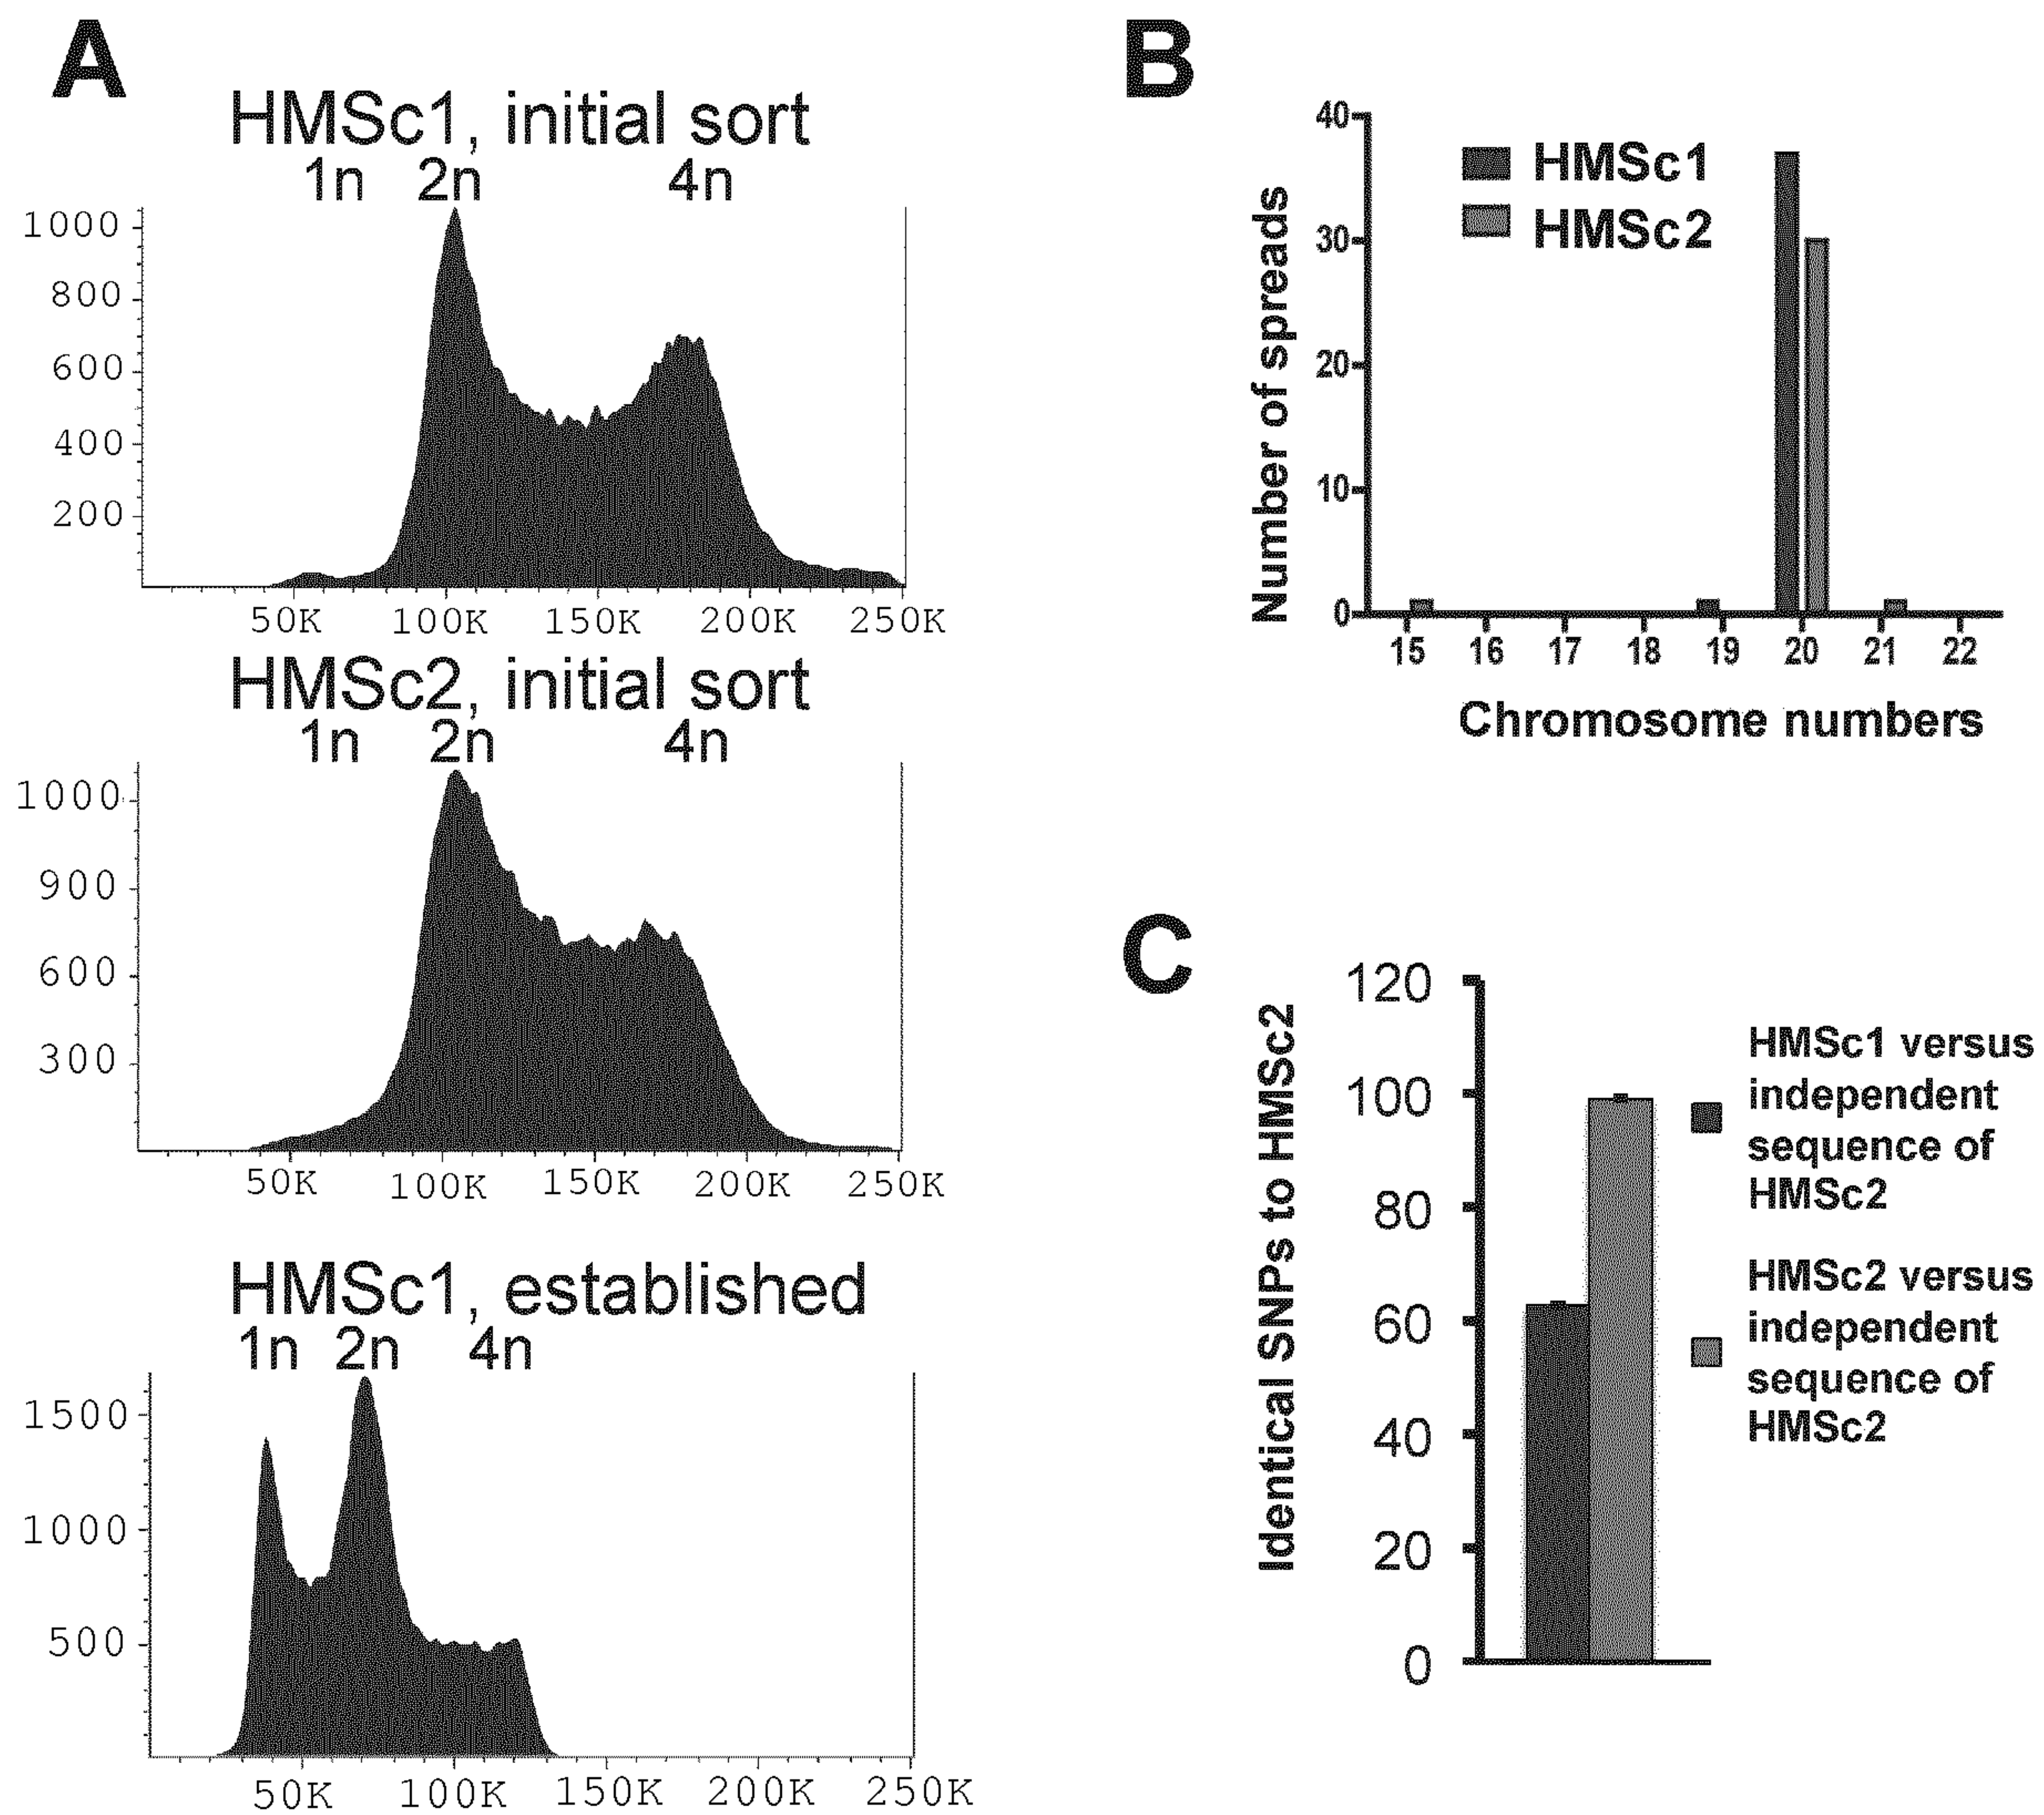 A
HMSc1, initial sort
1n 2n 4n
1000
800
600
400
200
50K 100K 150K 200K 250K
HMSc2, initial sort
1n 2n 4n
1000
900
600
300
50K 100K 150K 200K 250K
HMSc1, established
1n 2n 4n
1500
1000
500
50K 100K 150K 200K 250K
B
Number of spreads
40
30
20
10
0
HMSc1
HMSc2
15 16 17 18 19 20 21 22
Chromosome numbers
C
Identical SNPs to HMSc2
120
100
80
60
40
20
0
HMSc1 versus
independent
sequence of
HMSc2
HMSc2 versus
independent
sequence of
HMSc2